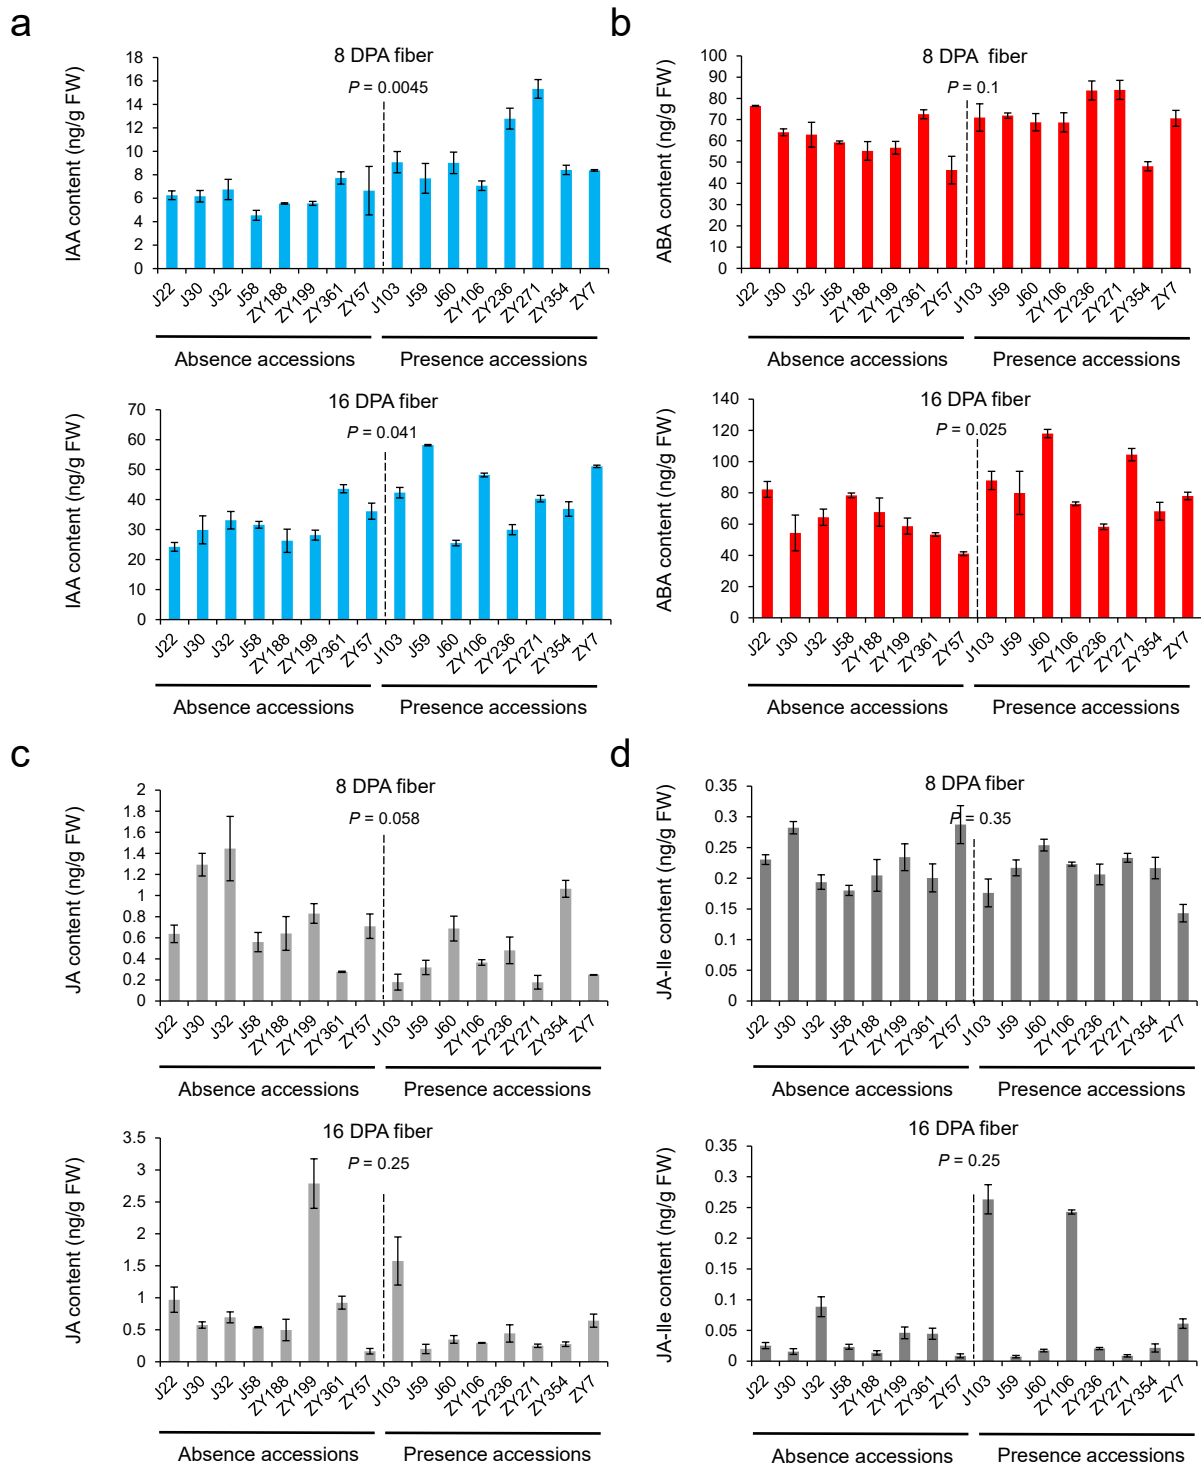 a
8 DPA fiber
P = 0.0045
IAA content (ng/g FW)
18
16
14
12
10
8
6
4
2
0
J22 J30 J32 J58 ZY188 ZY199 ZY361 ZY57 J103 J59 J60 ZY106 ZY236 ZY271 ZY354 ZY7
Absence accessions Presence accessions
16 DPA fiber
P = 0.041
IAA content (ng/g FW)
70
60
50
40
30
20
10
0
J22 J30 J32 J58 ZY188 ZY199 ZY361 ZY57 J103 J59 J60 ZY106 ZY236 ZY271 ZY354 ZY7
Absence accessions Presence accessions
b
8 DPA fiber
P = 0.1
ABA content (ng/g FW)
100
90
80
70
60
50
40
30
20
10
0
J22 J30 J32 J58 ZY188 ZY199 ZY361 ZY57 J103 J59 J60 ZY106 ZY236 ZY271 ZY354 ZY7
Absence accessions Presence accessions
16 DPA fiber
P = 0.025
ABA content (ng/g FW)
140
120
100
80
60
40
20
0
J22 J30 J32 J58 ZY188 ZY199 ZY361 ZY57 J103 J59 J60 ZY106 ZY236 ZY271 ZY354 ZY7
Absence accessions Presence accessions
c
8 DPA fiber
P = 0.058
JA content (ng/g FW)
2
1.8
1.6
1.4
1.2
1
0.8
0.6
0.4
0.2
0
J22 J30 J32 J58 ZY188 ZY199 ZY361 ZY57 J103 J59 J60 ZY106 ZY236 ZY271 ZY354 ZY7
Absence accessions Presence accessions
16 DPA fiber
P = 0.25
JA content (ng/g FW)
3.5
3
2.5
2
1.5
1
0.5
0
J22 J30 J32 J58 ZY188 ZY199 ZY361 ZY57 J103 J59 J60 ZY106 ZY236 ZY271 ZY354 ZY7
Absence accessions Presence accessions
d
8 DPA fiber
P = 0.35
JA-Ile content (ng/g FW)
0.35
0.3
0.25
0.2
0.15
0.1
0.05
0
J22 J30 J32 J58 ZY188 ZY199 ZY361 ZY57 J103 J59 J60 ZY106 ZY236 ZY271 ZY354 ZY7
Absence accessions Presence accessions
16 DPA fiber
P = 0.25
JA-Ile content (ng/g FW)
0.35
0.3
0.25
0.2
0.15
0.1
0.05
0
J22 J30 J32 J58 ZY188 ZY199 ZY361 ZY57 J103 J59 J60 ZY106 ZY236 ZY271 ZY354 ZY7
Absence accessions Presence accessions